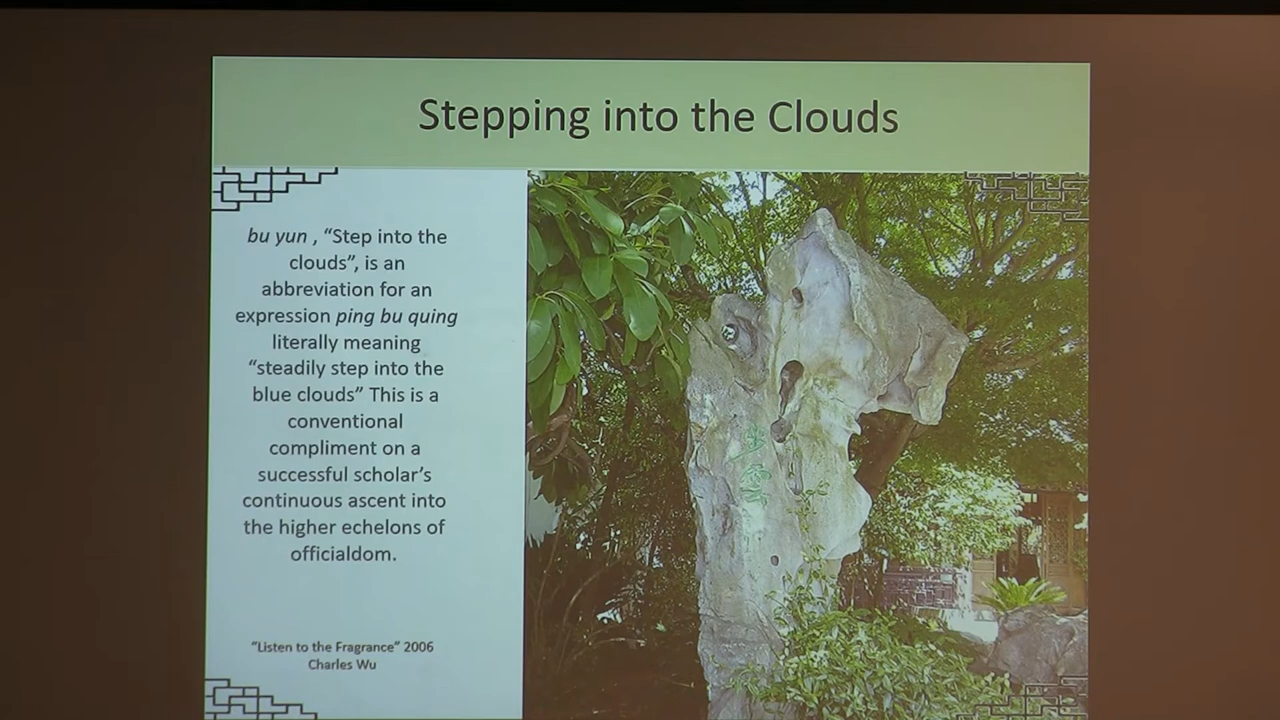 Stepping into the Clouds
bu yun , “Step into the
clouds”, is an
abbreviation for an
expression ping bu quing
literally meaning
“steadily step into the
blue clouds” This is a
conventional
compliment on a
successful scholar’s
continuous ascent into
the higher echelons of
officialdom.
“Listen to the Fragrance” 2006
Charles Wu